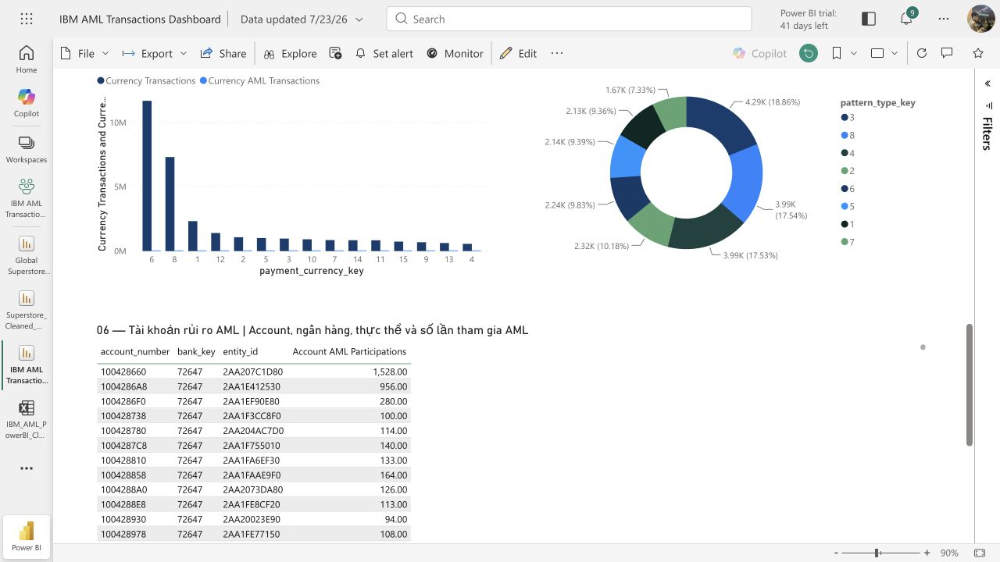 IBM AML Transactions Dashboard
Data updated 7/23/26
Search
Power BI trial:
41 days left
9
File
Export
Share
Explore
Set alert
Monitor
Edit
Copilot
Home
Copilot
Workspaces
IBM AML
Transactio...
Global
Superstore...
Superstore_
Cleaned_...
IBM AML
Transactio...
IBM_AML_P
owerBI_Cl...
Power BI
Currency Transactions
Currency AML Transactions
Currency Transactions and Curre...
10M
5M
0M
6 8 1 12 2 5 3 10 7 14 11 15 9 13 4
payment_currency_key
1.67K (7.33%)
2.13K (9.36%)
2.14K (9.39%)
2.24K (9.83%)
2.32K (10.18%)
4.29K (18.86%)
3.99K
(17.54%)
3.99K (17.53%)
pattern_type_key
3
8
4
2
6
5
1
7
Filters
06 — Tài khoản rủi ro AML | Account, ngân hàng, thực thể và số lần tham gia AML
account_number bank_key entity_id Account AML Participations
100428660 72647 2AA207C1D80 1,528.00
1004286A8 72647 2AA1E412530 956.00
1004286F0 72647 2AA1EF90E80 280.00
100428738 72647 2AA1F3CC8F0 100.00
100428780 72647 2AA204AC7D0 114.00
1004287C8 72647 2AA1F755010 140.00
100428810 72647 2AA1FA6EF30 133.00
100428858 72647 2AA1FAAE9F0 164.00
1004288A0 72647 2AA2073DA80 126.00
1004288E8 72647 2AA1FE8CF20 113.00
100428930 72647 2AA20023E90 94.00
100428978 72647 2AA1FE77150 108.00
90%